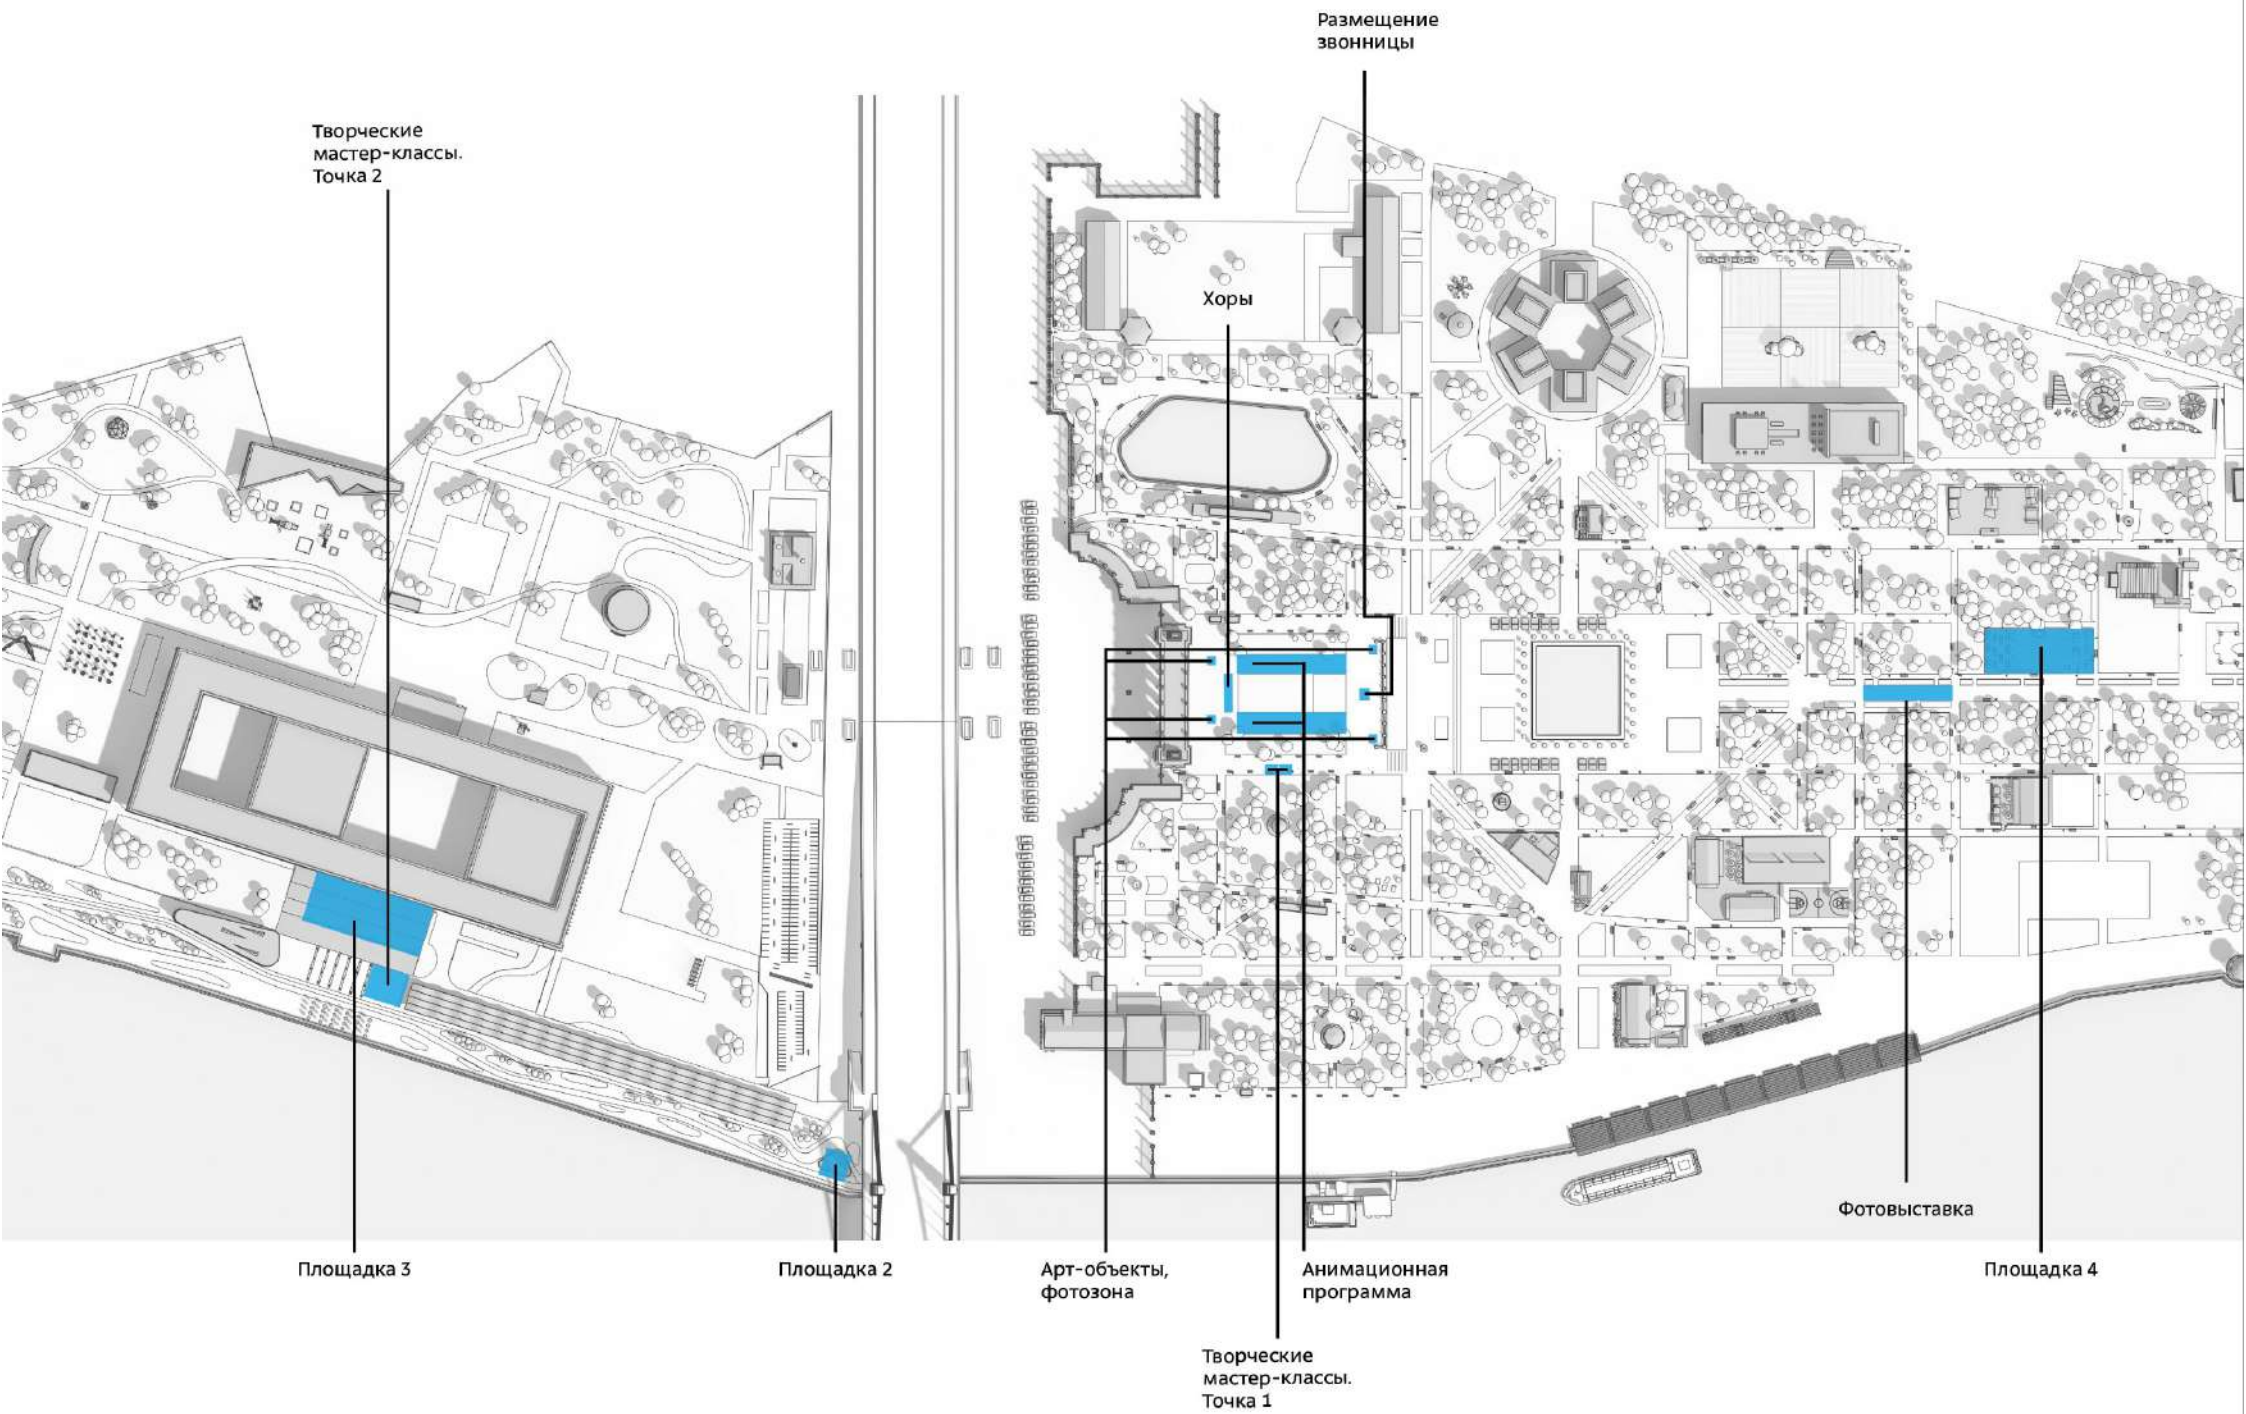 Размещение
звонницы
Творческие
мастер-классы.
Точка 2
Хоры
Фотовыставка
Площадка 3
Площадка 2
Арт-объекты,
фотозона
Анимационная
программа
Площадка 4
Творческие
мастер-классы.
Точка 1